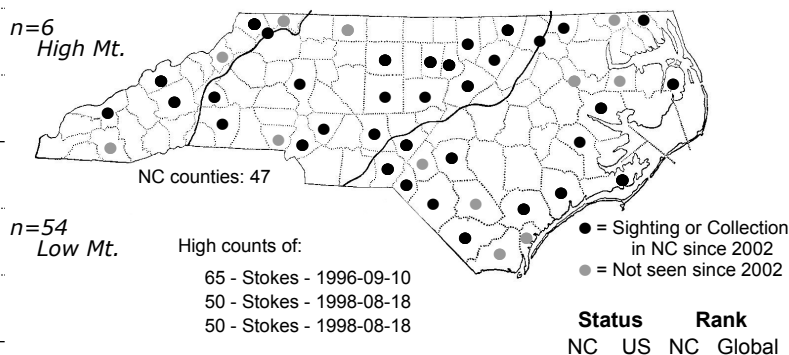 n=6
High Mt.
NC counties: 47
n=54
Low Mt.
High counts of:
65 - Stokes - 1996-09-10
50 - Stokes - 1998-08-18
50 - Stokes - 1998-08-18
● = Sighting or Collection
in NC since 2002
● = Not seen since 2002
Status Rank
NC US NC Global